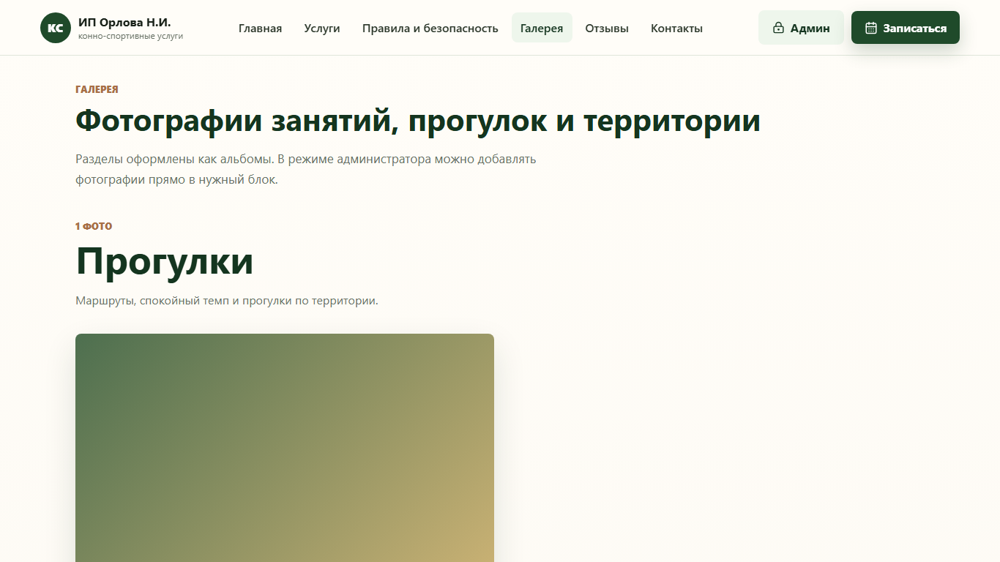 КС
ИП Орлова Н.И.
конно-спортивные услуги
Главная
Услуги
Правила и безопасность
Галерея
Отзывы
Контакты
Админ
Записаться
ГАЛЕРЕЯ
Фотографии занятий, прогулок и территории
Разделы оформлены как альбомы. В режиме администратора можно добавлять
фотографии прямо в нужный блок.
1 ФОТО
Прогулки
Маршруты, спокойный темп и прогулки по территории.